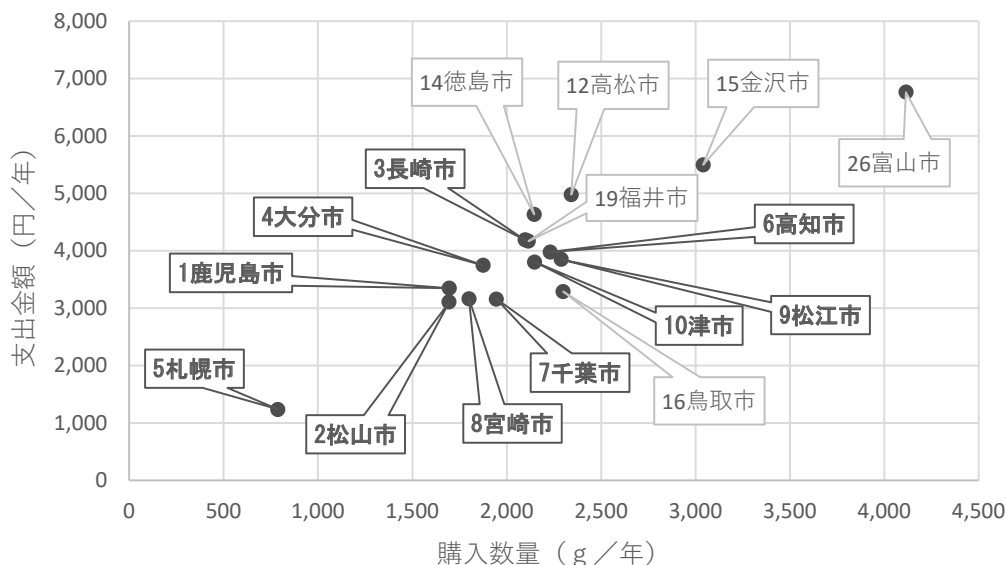 8,000
7,000
6,000
5,000
4,000
3,000
2,000
1,000
0
支出金額（円／年）
14徳島市
12高松市
15金沢市
26富山市
3長崎市
19福井市
4大分市
6高知市
1鹿児島市
9松江市
10津市
5札幌市
7千葉市
16鳥取市
2松山市
8宮崎市
0 500 1,000 1,500 2,000 2,500 3,000 3,500 4,000 4,500
購入数量（ｇ／年）